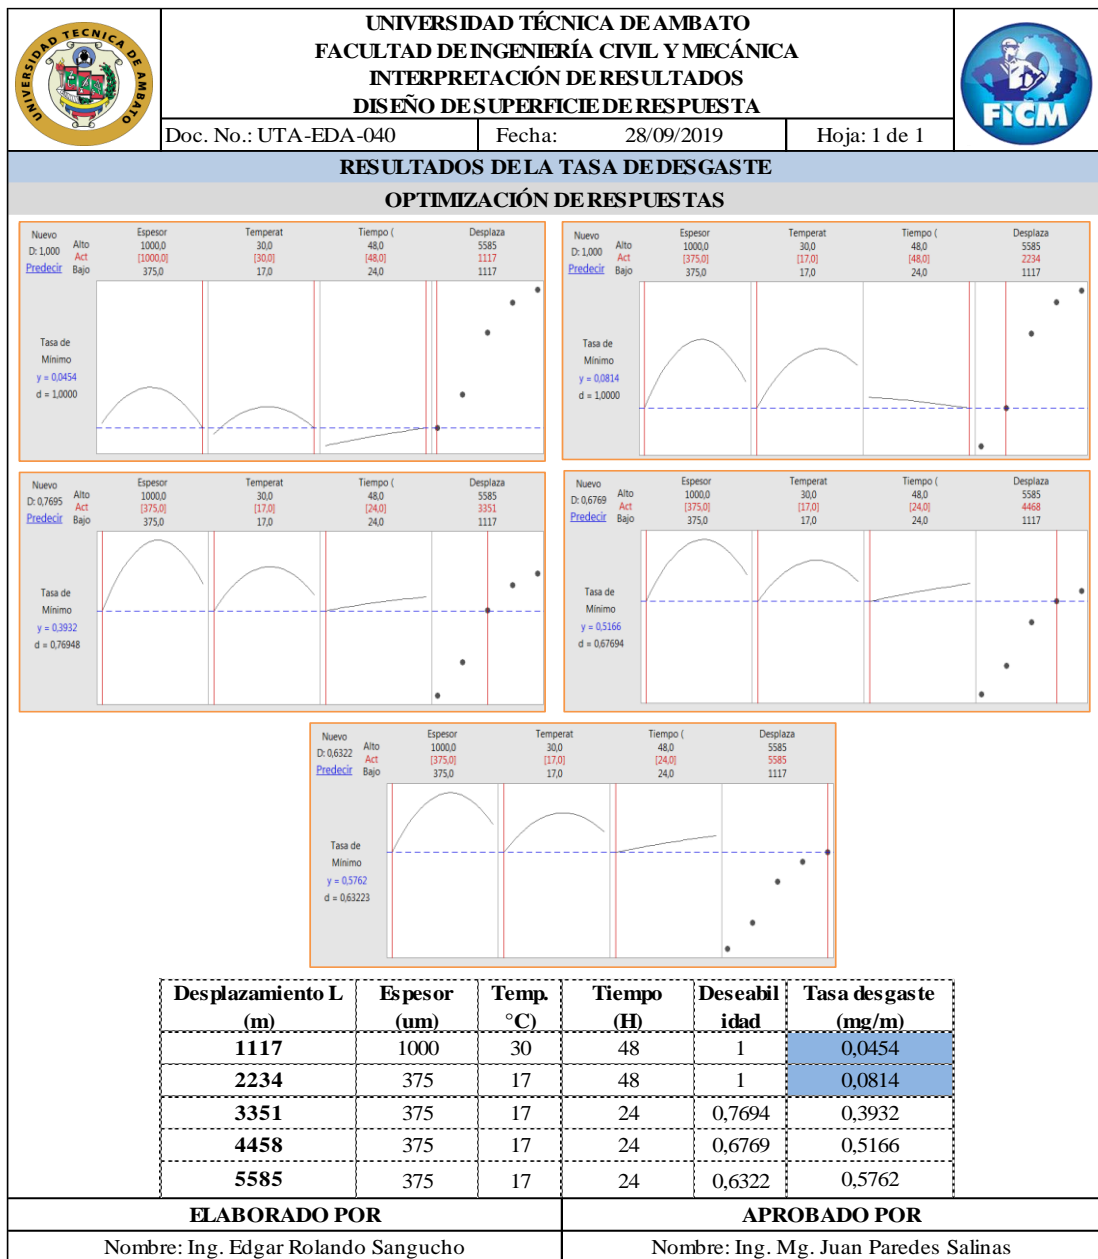 UNIVERSIDAD TECNICA DE AMBATO
UNIVERSIDAD TÉCNICA DE AMBATO
FACULTAD DE INGENIERÍA CIVIL Y MECÁNICA
INTERPRETACIÓN DE RESULTADOS
DISEÑO DE SUPERFICIE DE RESPUESTA
FICM
Doc. No.: UTA-EDA-040 Fecha: 28/09/2019 Hoja: 1 de 1
RESULTADOS DE LA TASA DE DESGASTE
OPTIMIZACIÓN DE RESPUESTAS
Nuevo Espesor Temperat Tiempo ( Desplaza
D: 1,000 Alto 1000,0 30,0 48,0 5585
Act [1000,0] [30,0] [48,0] 1117
Predecir Bajo 375,0 17,0 24,0 1117
Tasa de
Mínimo
y = 0,0454
d = 1,0000
Nuevo Espesor Temperat Tiempo ( Desplaza
D: 1,000 Alto 1000,0 30,0 48,0 5585
Act [375,0] [17,0] [48,0] 2234
Predecir Bajo 375,0 17,0 24,0 1117
Tasa de
Mínimo
y = 0,0814
d = 1,0000
Nuevo Espesor Temperat Tiempo ( Desplaza
D: 0,7695 Alto 1000,0 30,0 48,0 5585
Act [375,0] [17,0] [24,0] 3351
Predecir Bajo 375,0 17,0 24,0 1117
Tasa de
Mínimo
y = 0,3932
d = 0,76948
Nuevo Espesor Temperat Tiempo ( Desplaza
D: 0,6769 Alto 1000,0 30,0 48,0 5585
Act [375,0] [17,0] [24,0] 4468
Predecir Bajo 375,0 17,0 24,0 1117
Tasa de
Mínimo
y = 0,5166
d = 0,67694
Nuevo Espesor Temperat Tiempo ( Desplaza
D: 0,6322 Alto 1000,0 30,0 48,0 5585
Act [375,0] [17,0] [24,0] 5585
Predecir Bajo 375,0 17,0 24,0 1117
Tasa de
Mínimo
y = 0,5762
d = 0,63223
Desplazamiento L Espesor Temp. Tiempo Deseabil Tasa desgaste
(m) (um) °C) (H) idad (mg/m)
1117 1000 30 48 1 0,0454
2234 375 17 48 1 0,0814
3351 375 17 24 0,7694 0,3932
4458 375 17 24 0,6769 0,5166
5585 375 17 24 0,6322 0,5762
ELABORADO POR APROBADO POR
Nombre: Ing. Edgar Rolando Sangucho Nombre: Ing. Mg. Juan Paredes Salinas